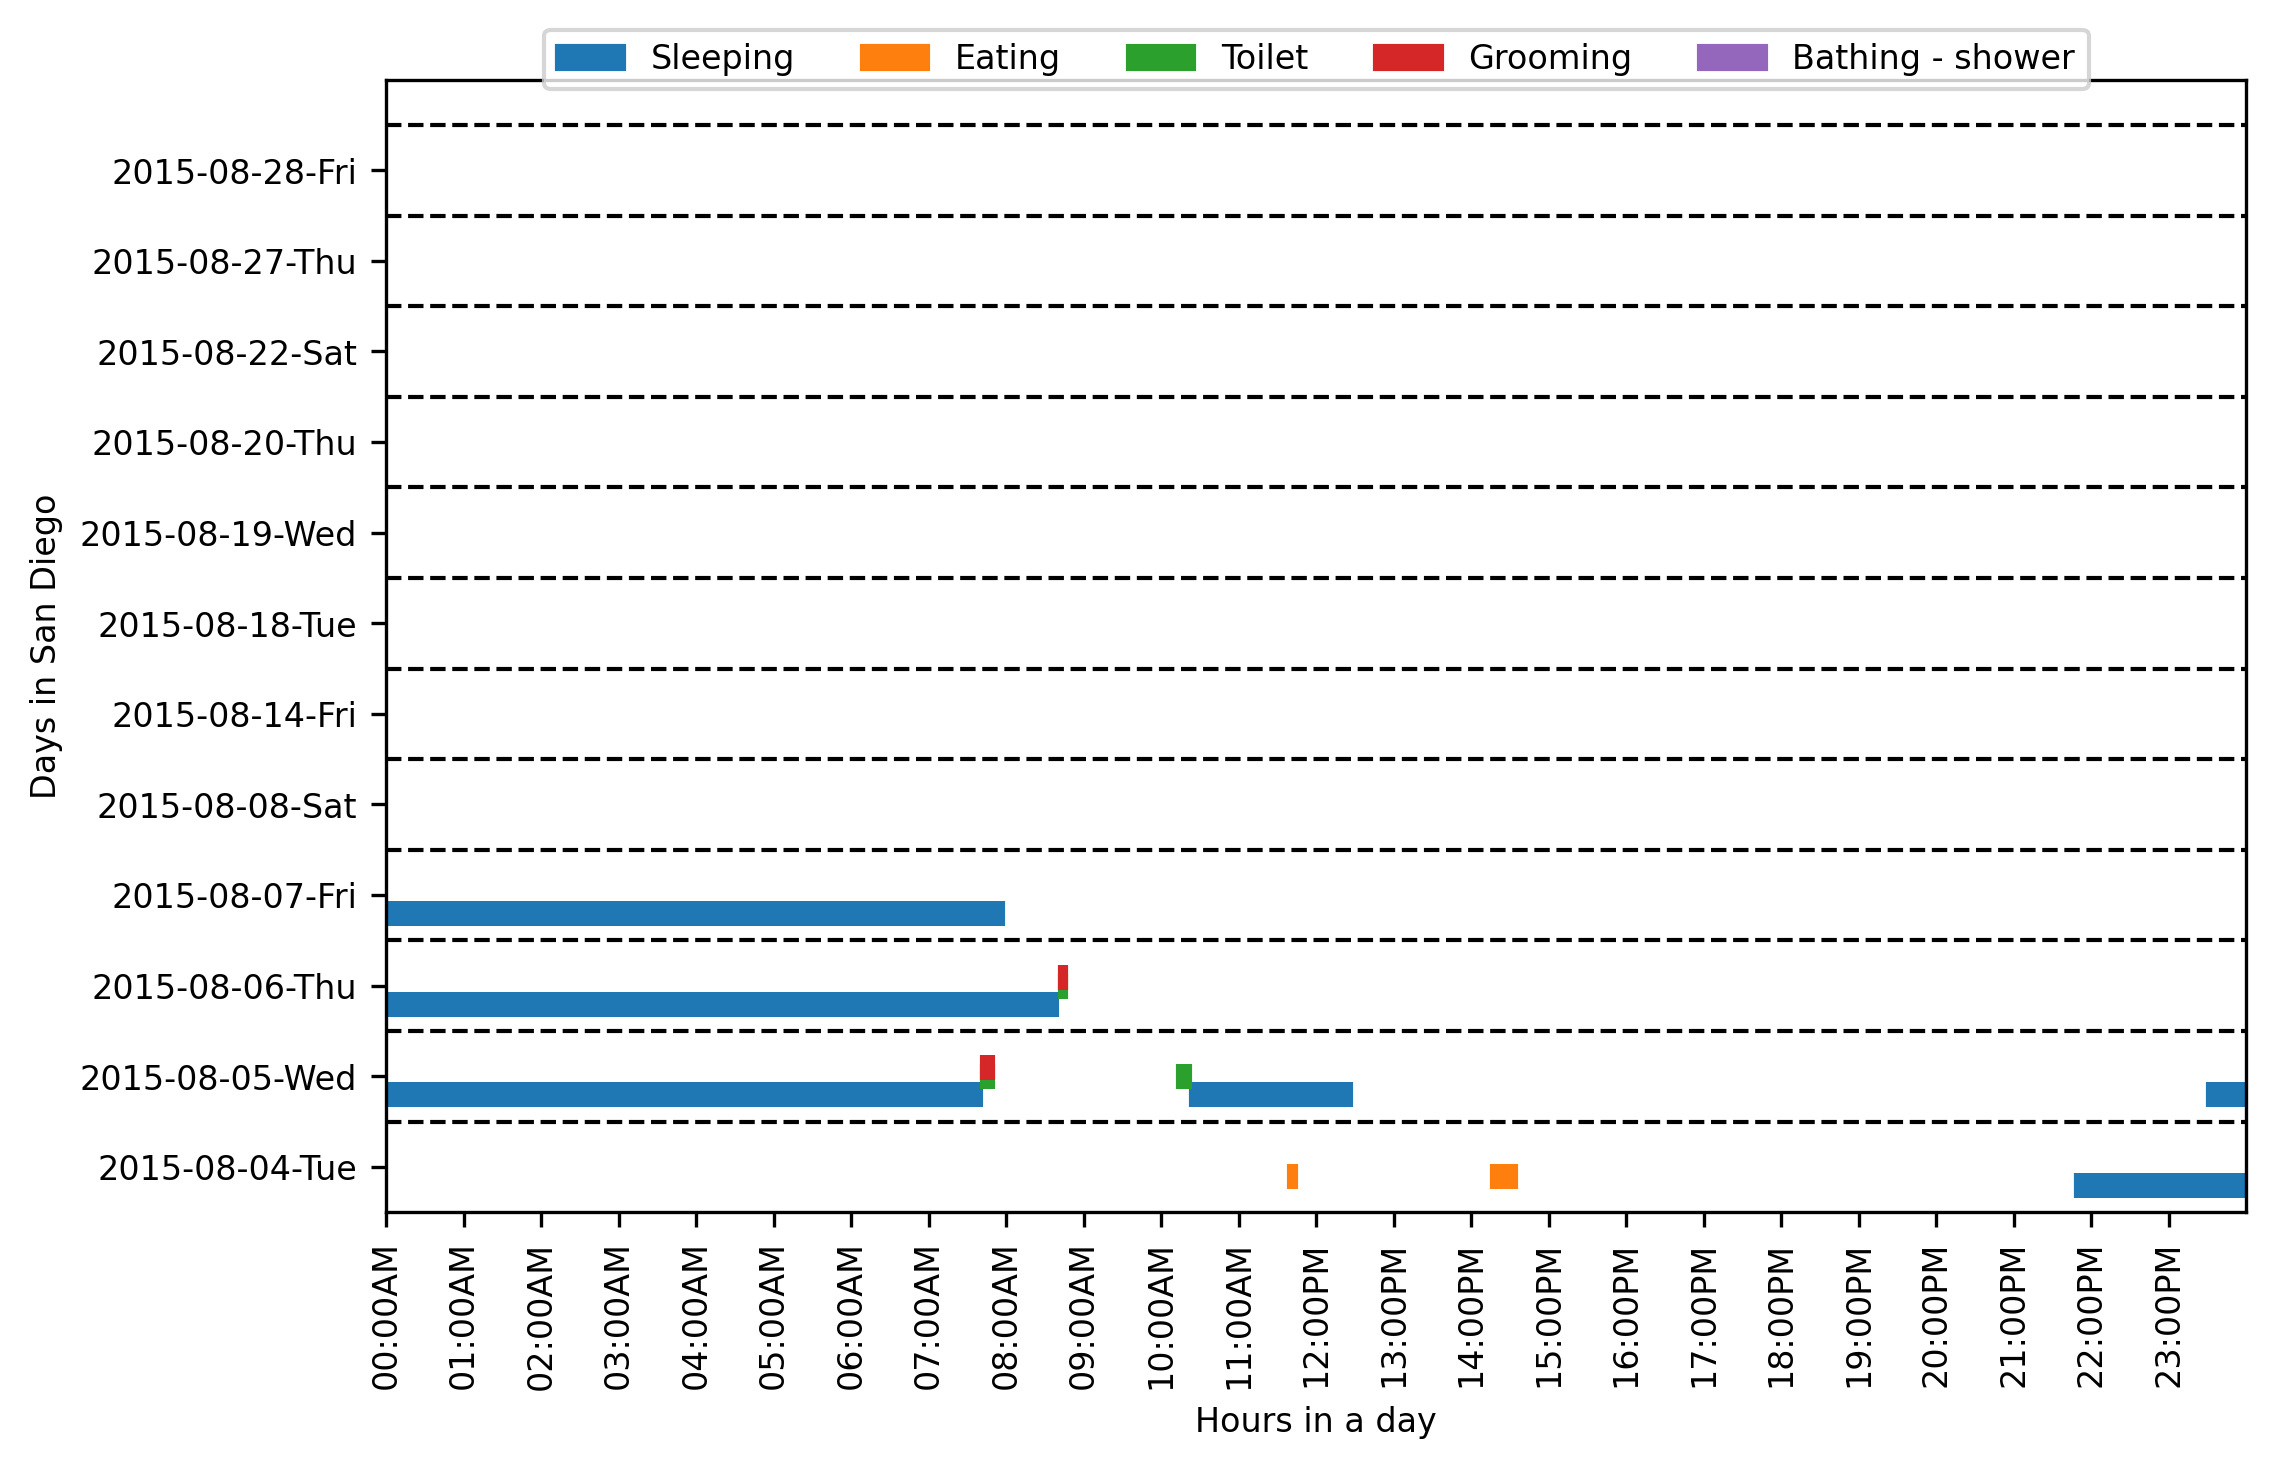 Sleeping Eating Toilet Grooming Bathing - shower
2015-08-28-Fri
2015-08-27-Thu
2015-08-22-Sat
2015-08-20-Thu
2015-08-19-Wed
2015-08-18-Tue
2015-08-14-Fri
2015-08-08-Sat
2015-08-07-Fri
2015-08-06-Thu
2015-08-05-Wed
2015-08-04-Tue
Days in San Diego
00:00AM
01:00AM
02:00AM
03:00AM
04:00AM
05:00AM
06:00AM
07:00AM
08:00AM
09:00AM
10:00AM
11:00AM
12:00PM
13:00PM
14:00PM
15:00PM
16:00PM
17:00PM
18:00PM
19:00PM
20:00PM
21:00PM
22:00PM
23:00PM
Hours in a day